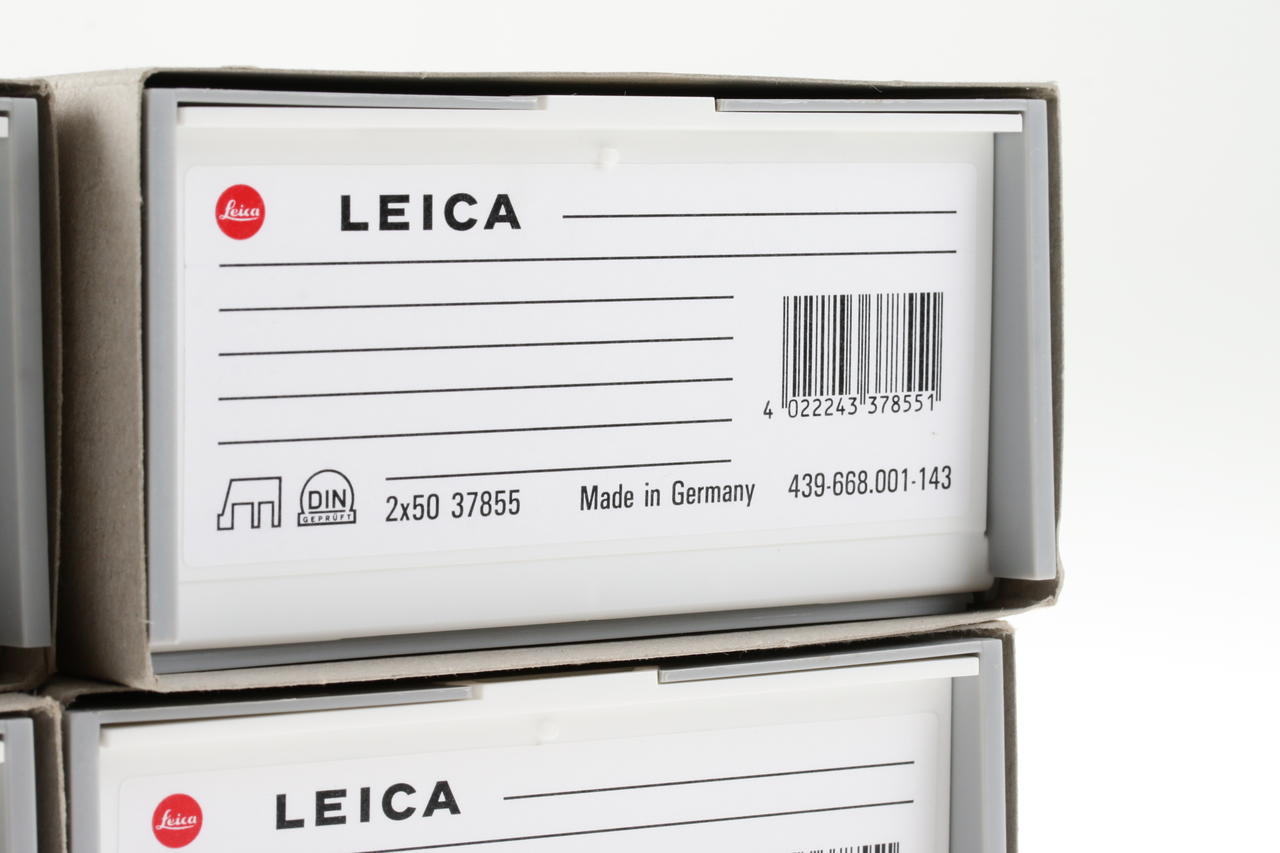 Leica LEICA
4 022243 378551
DIN
GEPRÜFT
2x50 37855 Made in Germany 439-668.001-143
Leica LEICA